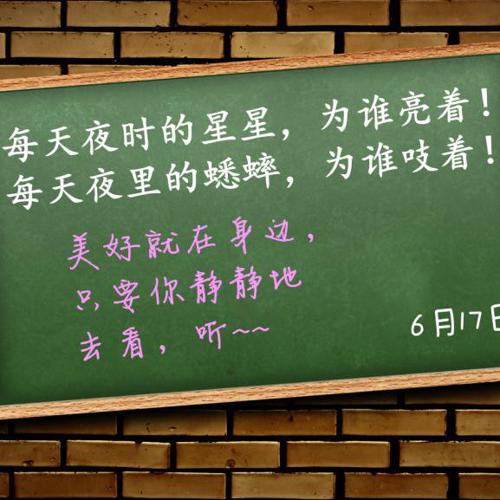 每天夜时的星星，为谁亮着！
每天夜里的蟋蟀，为谁吱着！
美好就在身边，
只要你静静地
去看，听~~
6月17日